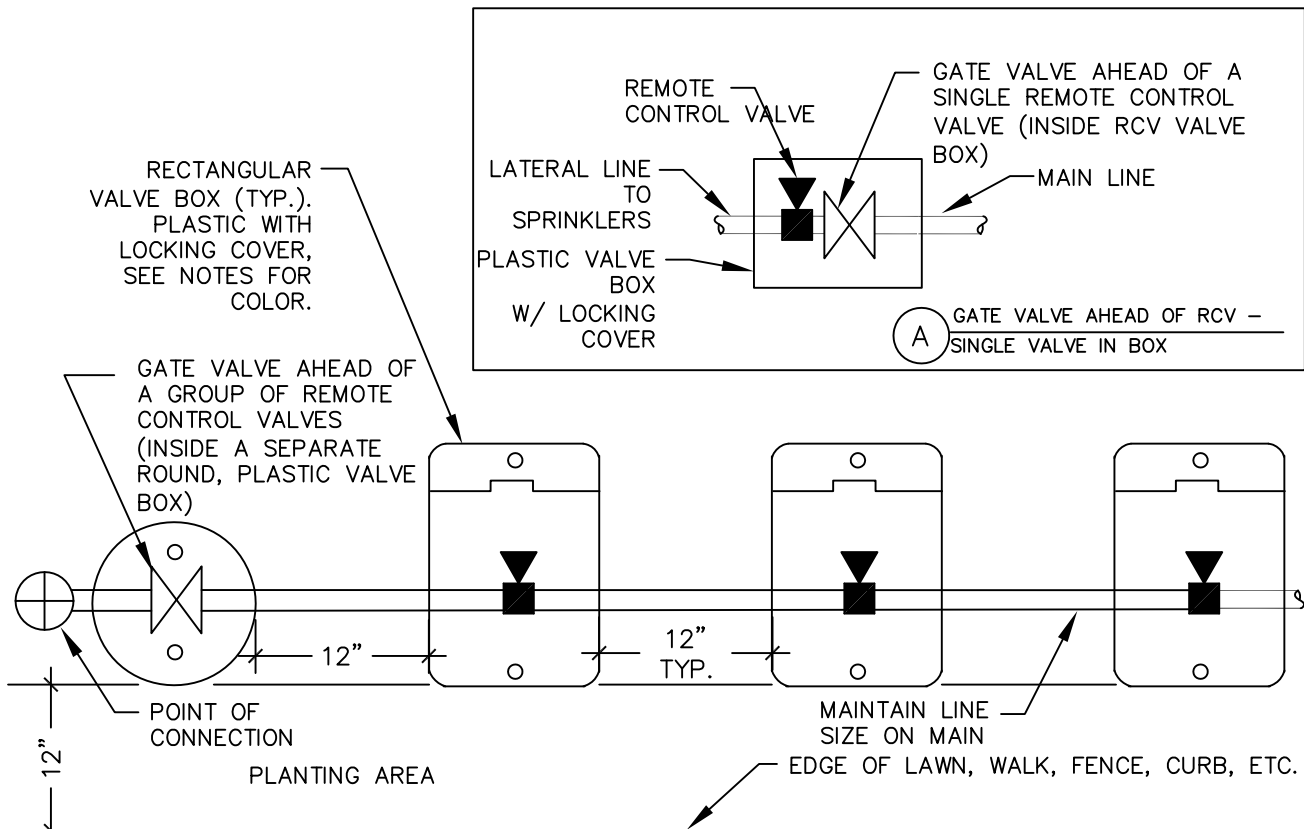 REMOTE
CONTROL VALVE
GATE VALVE AHEAD OF A
SINGLE REMOTE CONTROL
VALVE (INSIDE RCV VALVE
BOX)
LATERAL LINE
TO
SPRINKLERS
MAIN LINE
PLASTIC VALVE
BOX
W/ LOCKING
COVER
A
GATE VALVE AHEAD OF RCV –
SINGLE VALVE IN BOX
RECTANGULAR
VALVE BOX (TYP.).
PLASTIC WITH
LOCKING COVER,
SEE NOTES FOR
COLOR.
GATE VALVE AHEAD OF
A GROUP OF REMOTE
CONTROL VALVES
(INSIDE A SEPARATE
ROUND, PLASTIC VALVE
BOX)
12”
12”
TYP.
12”
POINT OF
CONNECTION
PLANTING AREA
MAINTAIN LINE
SIZE ON MAIN
EDGE OF LAWN, WALK, FENCE, CURB, ETC.